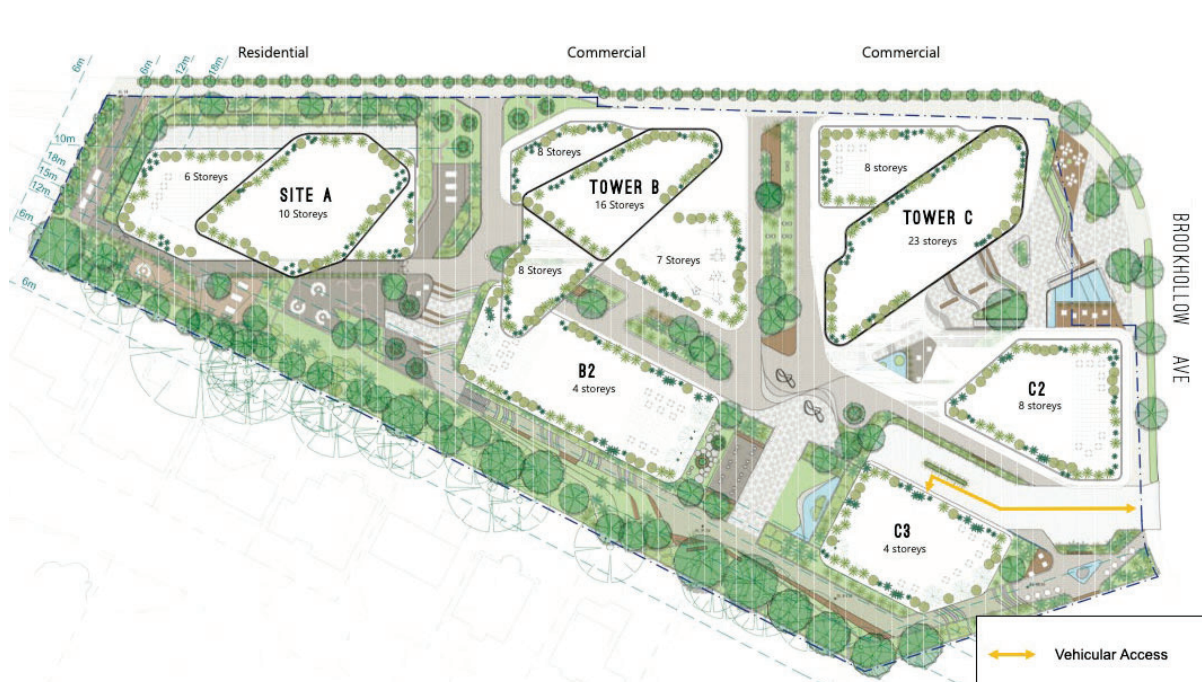 Residential
Commercial
Commercial
6m
6m
12m
18m
10m
18m
15m
12m
6m
6m
6 Storeys
SITE A
10 Storeys
8 Storeys
TOWER B
16 Storeys
8 Storeys
7 Storeys
8 storeys
TOWER C
23 storeys
B2
4 storeys
C2
8 storeys
C3
4 storeys
BROOKHOLLOW AVE
Vehicular Access